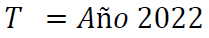 T = Año 2022